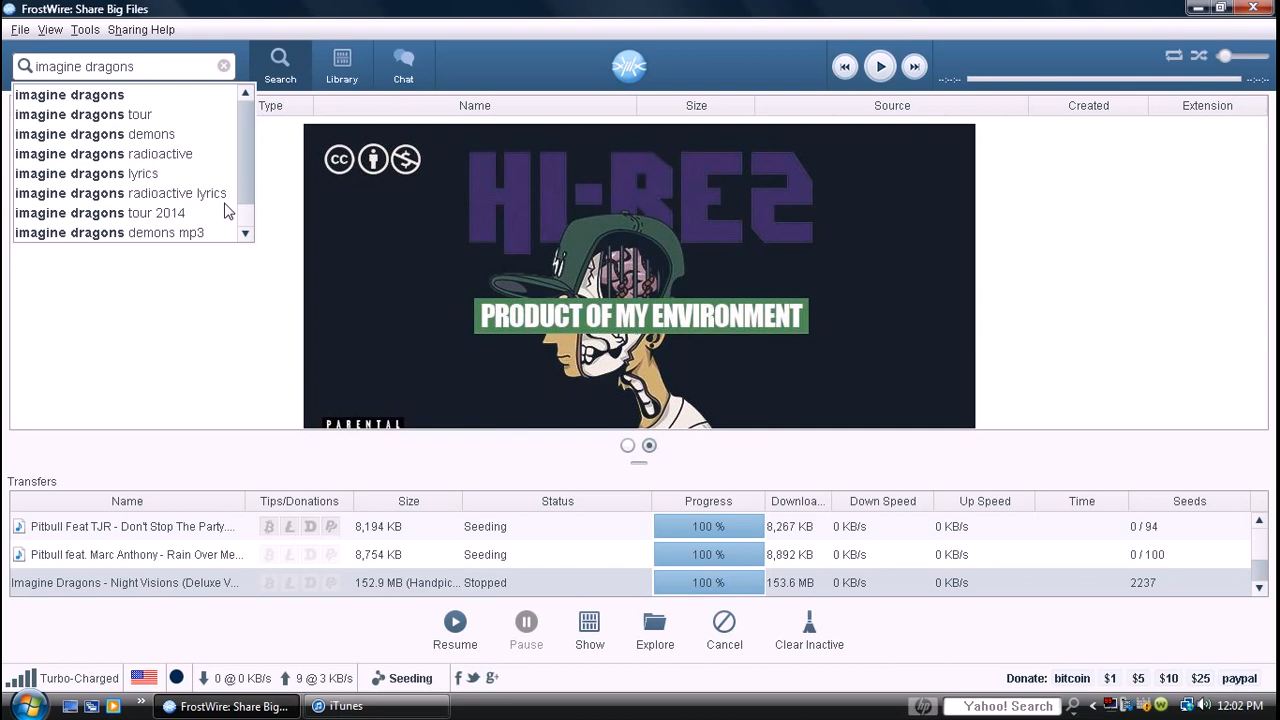 FrostWire: Share Big Files
File View Tools Sharing Help
imagine dragons
Search
Library
Chat
--:-- --:--
imagine dragons
imagine dragons tour
imagine dragons demons
imagine dragons radioactive
imagine dragons lyrics
imagine dragons radioactive lyrics
imagine dragons tour 2014
imagine dragons demons mp3
Type Name Size Source Created Extension
cc
HI-REZ
PRODUCT OF MY ENVIRONMENT
PARENTAL
Transfers
Name Tips/Donations Size Status Progress Downloa... Down Speed Up Speed Time Seeds
Pitbull Feat TJR - Don't Stop The Party.... 8,194 KB Seeding 100 % 8,267 KB 0 KB/s 0 KB/s 0 / 94
Pitbull feat. Marc Anthony - Rain Over Me... 8,754 KB Seeding 100 % 8,892 KB 0 KB/s 0 KB/s 0 / 100
Imagine Dragons - Night Visions (Deluxe V... 152.9 MB (Handpic... Stopped 100 % 153.6 MB 0 KB/s 0 KB/s 2237
Resume Pause Show Explore Cancel Clear Inactive
Turbo-Charged 0 @ 0 KB/s 9 @ 3 KB/s Seeding f g+ Donate: bitcoin $1 $5 $10 $25 paypal
» FrostWire: Share Big... iTunes hp Yahoo! Search 12:02 PM